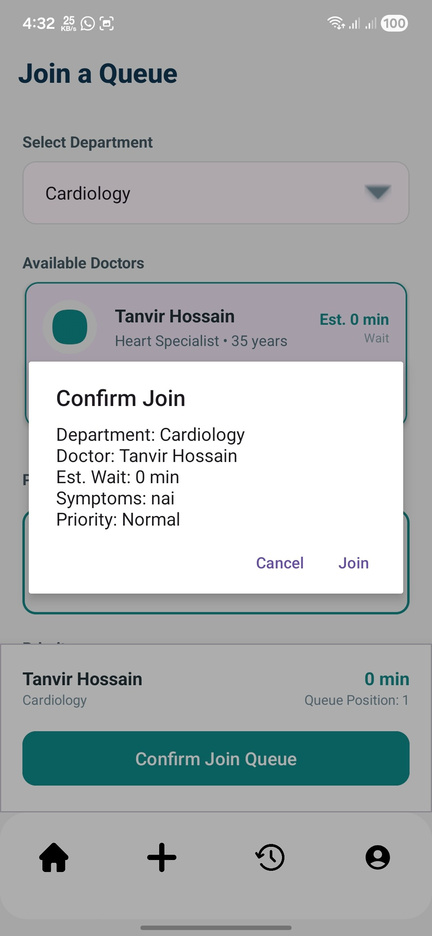 4:32 25 KB/s 100
Join a Queue
Select Department
Cardiology
Available Doctors
Tanvir Hossain
Est. 0 min
Heart Specialist • 35 years
Wait
Confirm Join
Department: Cardiology
Doctor: Tanvir Hossain
Est. Wait: 0 min
Symptoms: nai
Priority: Normal
Cancel Join
Tanvir Hossain
0 min
Cardiology
Queue Position: 1
Confirm Join Queue